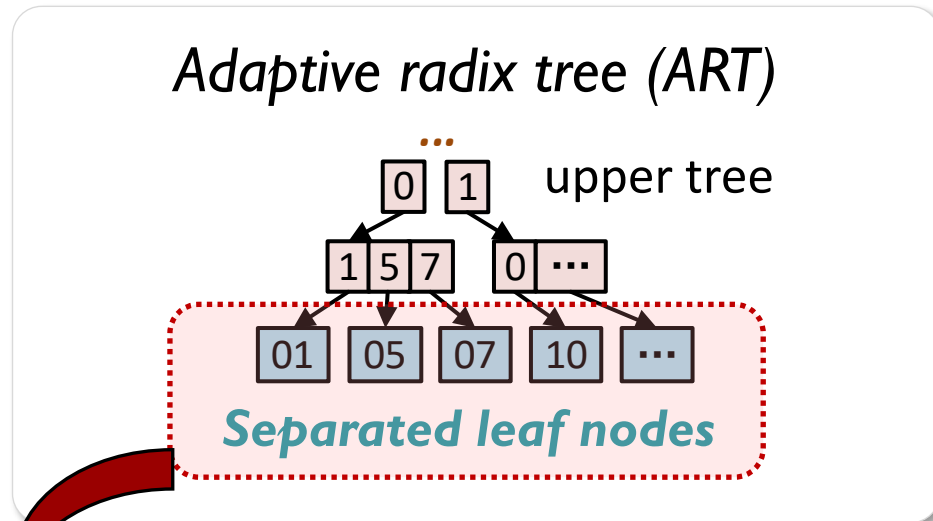 Adaptive radix tree (ART)
...
0 1 upper tree
1 5 7 0 ...
01 05 07 10 ...
Separated leaf nodes